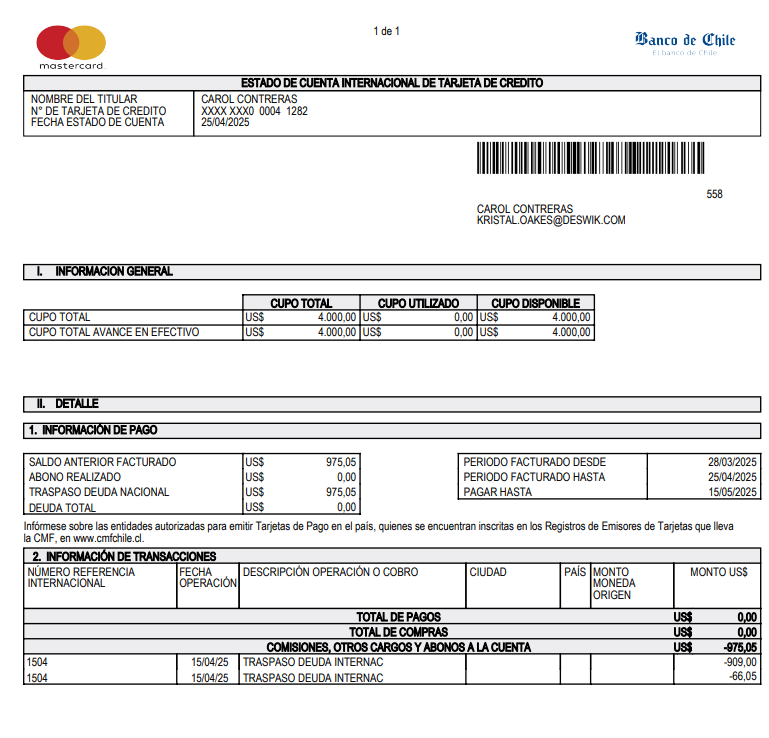 1 de 1
mastercard.
Banco de Chile
El banco de Chile
ESTADO DE CUENTA INTERNACIONAL DE TARJETA DE CREDITO
NOMBRE DEL TITULAR CAROL CONTRERAS
N° DE TARJETA DE CREDITO XXXX XXX0 0004 1282
FECHA ESTADO DE CUENTA 25/04/2025
558
CAROL CONTRERAS
KRISTAL.OAKES@DESWIK.COM
I. INFORMACION GENERAL
CUPO TOTAL CUPO UTILIZADO CUPO DISPONIBLE
CUPO TOTAL US$ 4.000,00 US$ 0,00 US$ 4.000,00
CUPO TOTAL AVANCE EN EFECTIVO US$ 4.000,00 US$ 0,00 US$ 4.000,00
II. DETALLE
1. INFORMACIÓN DE PAGO
SALDO ANTERIOR FACTURADO US$ 975,05 PERIODO FACTURADO DESDE 28/03/2025
ABONO REALIZADO US$ 0,00 PERIODO FACTURADO HASTA 25/04/2025
TRASPASO DEUDA NACIONAL US$ 975,05 PAGAR HASTA 15/05/2025
DEUDA TOTAL US$ 0,00
Infórmese sobre las entidades autorizadas para emitir Tarjetas de Pago en el país, quienes se encuentran inscritas en los Registros de Emisores de Tarjetas que lleva
la CMF, en www.cmfchile.cl.
2. INFORMACIÓN DE TRANSACCIONES
NÚMERO REFERENCIA FECHA DESCRIPCIÓN OPERACIÓN O COBRO CIUDAD PAÍS MONTO MONTO US$
INTERNACIONAL OPERACIÓN MONEDA
ORIGEN
TOTAL DE PAGOS US$ 0,00
TOTAL DE COMPRAS US$ 0,00
COMISIONES, OTROS CARGOS Y ABONOS A LA CUENTA US$ -975,05
1504 15/04/25 TRASPASO DEUDA INTERNAC -909,00
1504 15/04/25 TRASPASO DEUDA INTERNAC -66,05